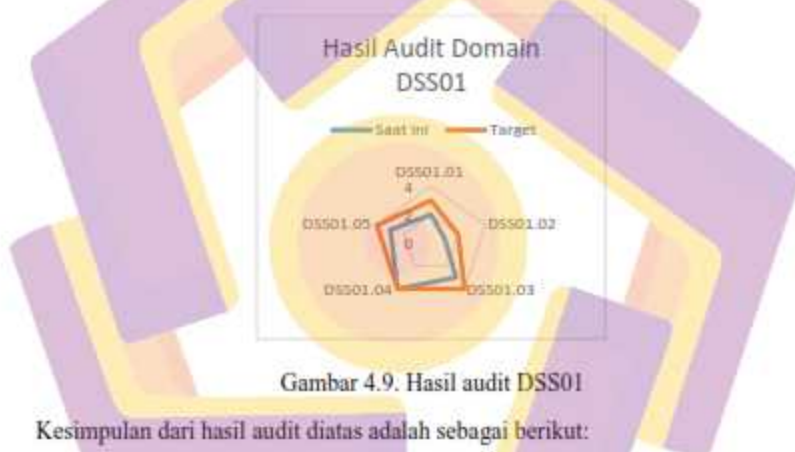 Hasil Audit Domain
DSS01
Saat ini Target
DSS01.01
4
DSS01.05 DSS01.02
0
DSS01.04 DSS01.03
Gambar 4.9. Hasil audit DSS01
Kesimpulan dari hasil audit diatas adalah sebagai berikut: